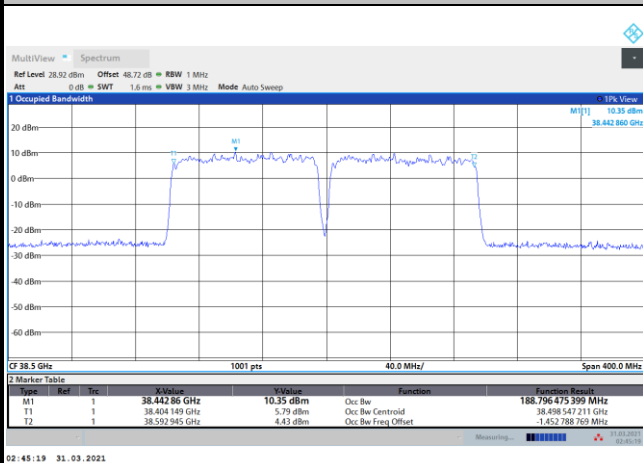 MultiView Spectrum
Ref Level 28.92 dBm Offset 48.72 dB RBW 1 MHz
Att 0 dB SWT 1.6 ms VBW 3 MHz Mode Auto Sweep
1 Occupied Bandwidth 1Pk View
M1[1] 10.35 dBm
38.442 860 GHz
20 dBm
M1
10 dBm
T1 T2
0 dBm
-10 dBm
-20 dBm
-30 dBm
-40 dBm
-50 dBm
-60 dBm
CF 38.5 GHz 1001 pts 40.0 MHz/ Span 400.0 MHz
2 Marker Table
Type Ref Trc X-Value Y-Value Function Function Result
M1 1 38.442 86 GHz 10.35 dBm Occ Bw 188.796 475 399 MHz
T1 1 38.404 149 GHz 5.79 dBm Occ Bw Centroid 38.498 547 211 GHz
T2 1 38.592 945 GHz 4.43 dBm Occ Bw Freq Offset -1.452 788 769 MHz
Measuring... 31.03.2021
02:45:19
02:45:19 31.03.2021